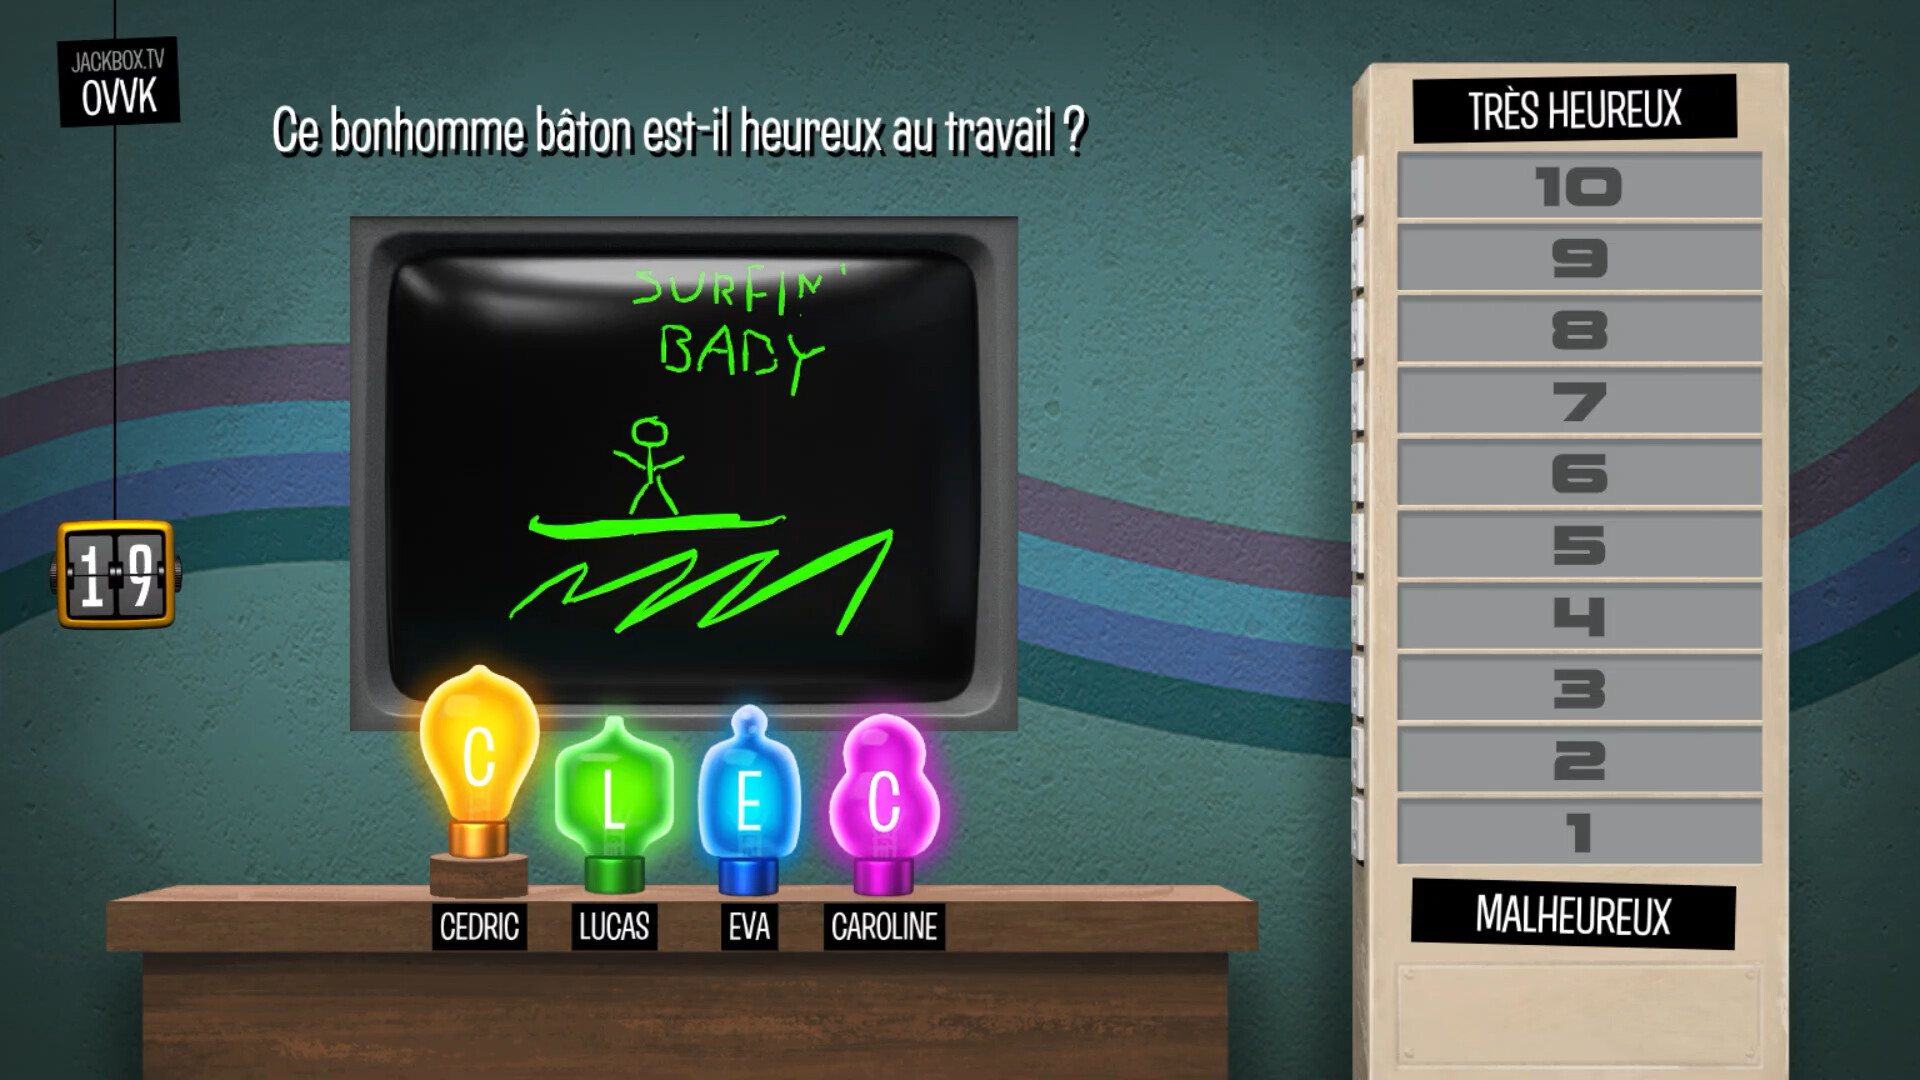 JACKBOX.TV
OVVK
Ce bonhomme bâton est-il heureux au travail ?
SURFIN'
BABY
19
C
L
E
C
CEDRIC
LUCAS
EVA
CAROLINE
TRÈS HEUREUX
10
9
8
7
6
5
4
3
2
1
MALHEUREUX